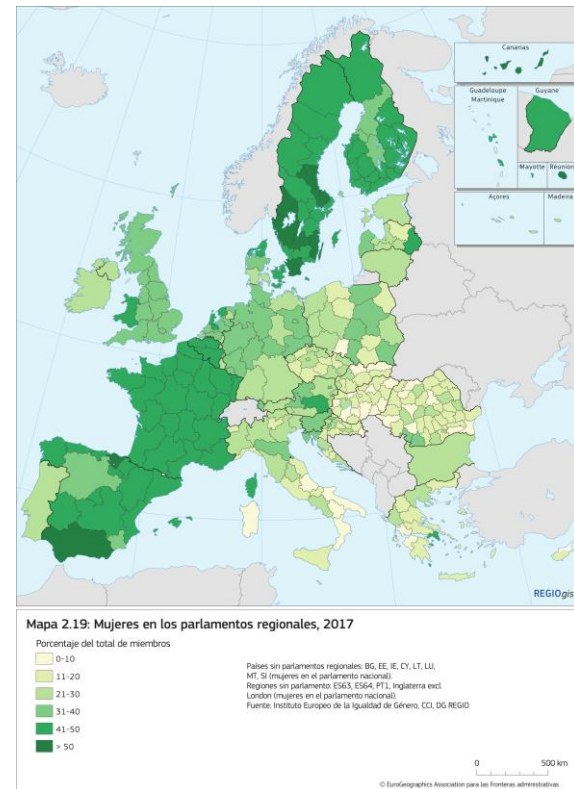 Canarias
Guadeloupe
Martinique
Guyane
Mayotte
Réunion
Açores
Madeira
REGIOgis
Mapa 2.19: Mujeres en los parlamentos regionales, 2017
Porcentaje del total de miembros
0-10
11-20
21-30
31-40
41-50
> 50
Países sin parlamentos regionales: BG, EE, IE, CY, LT, LU,
MT, SI (mujeres en el parlamento nacional).
Regiones sin parlamento: ES63, ES64, PT1, Inglaterra excl.
London (mujeres en el parlamento nacional).
Fuente: Instituto Europeo de la Igualdad de Género, CCI, DG REGIO
0 500 km
© EuroGeographics Association para las fronteras administrativas